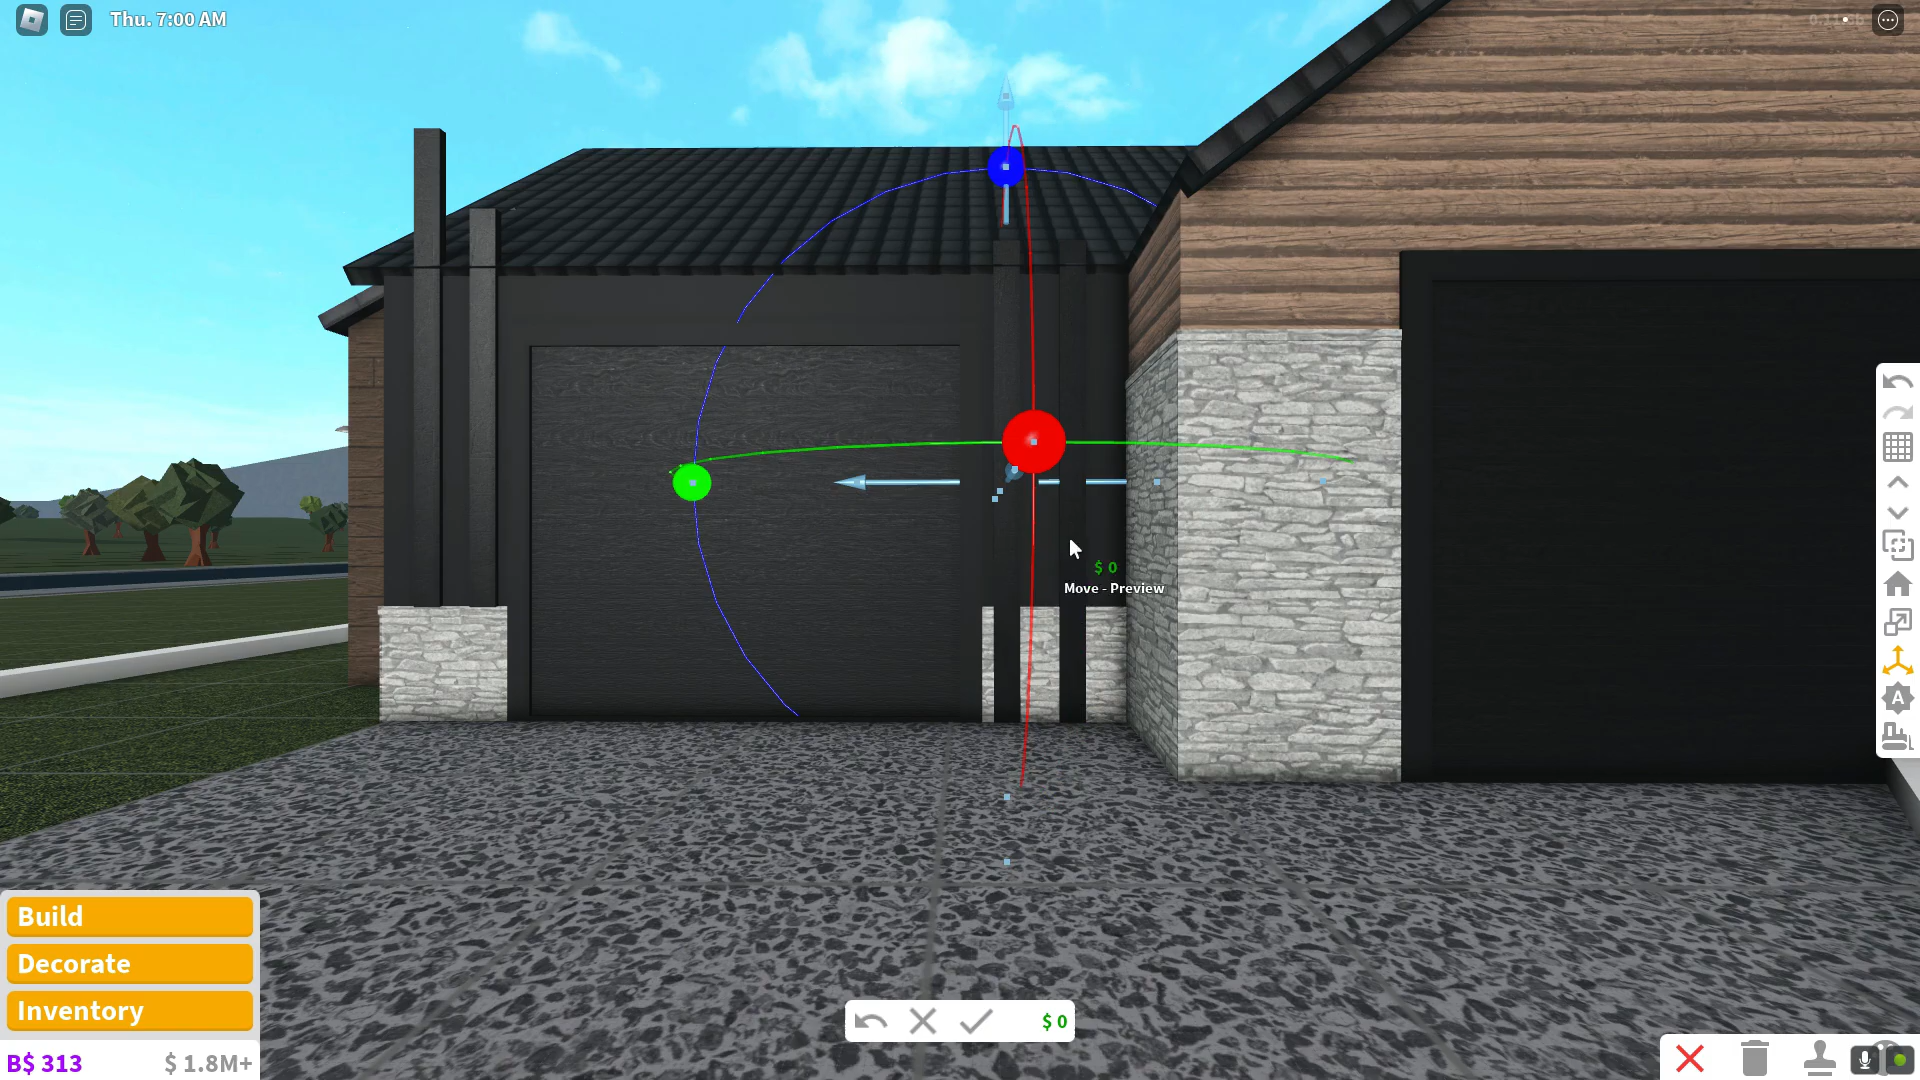 Thu. 7:00 AM
$ 0
Move - Preview
A
Build
Decorate
Inventory
B$ 313
$ 1.8M+
$ 0